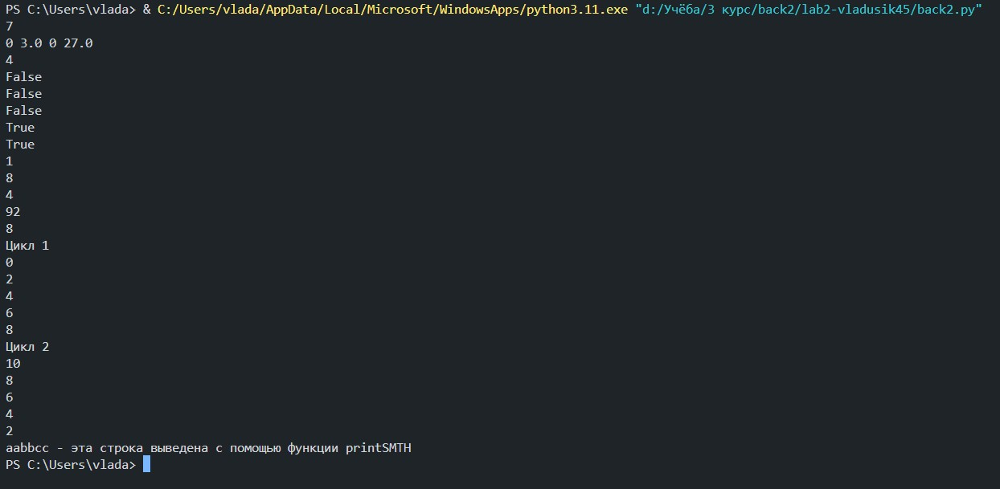 PS C:\Users\vlada> & C:/Users/vlada/AppData/Local/Microsoft/WindowsApps/python3.11.exe "d:/Учёба/3 курс/back2/lab2-vladusik45/back2.py"
7
0 3.0 0 27.0
4
False
False
False
True
True
1
8
4
92
8
Цикл 1
0
2
4
6
8
Цикл 2
10
8
6
4
2
aabbcc - эта строка выведена с помощью функции printSMTH
PS C:\Users\vlada>